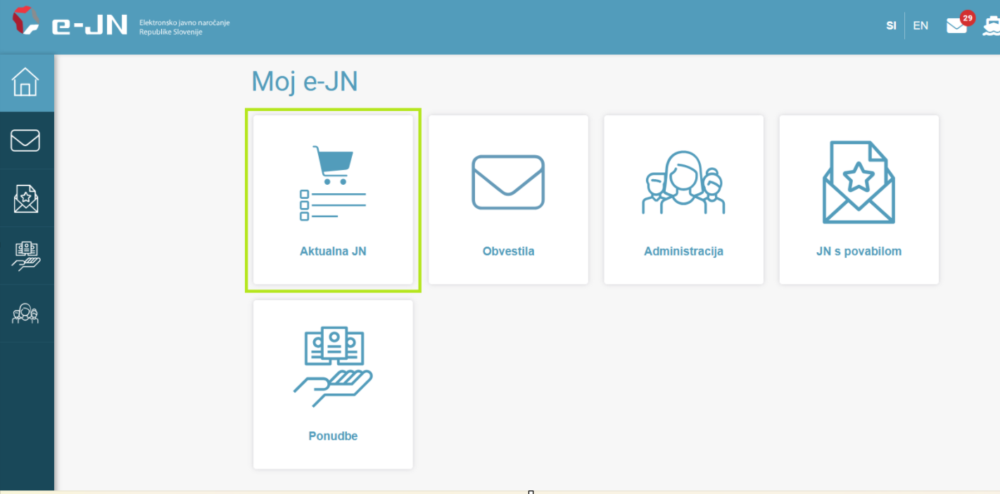 e-JN
Elektronsko javno naročanje
Republike Slovenije
SI
EN
29
Moj e-JN
Aktualna JN
Obvestila
Administracija
JN s povabilom
Ponudbe